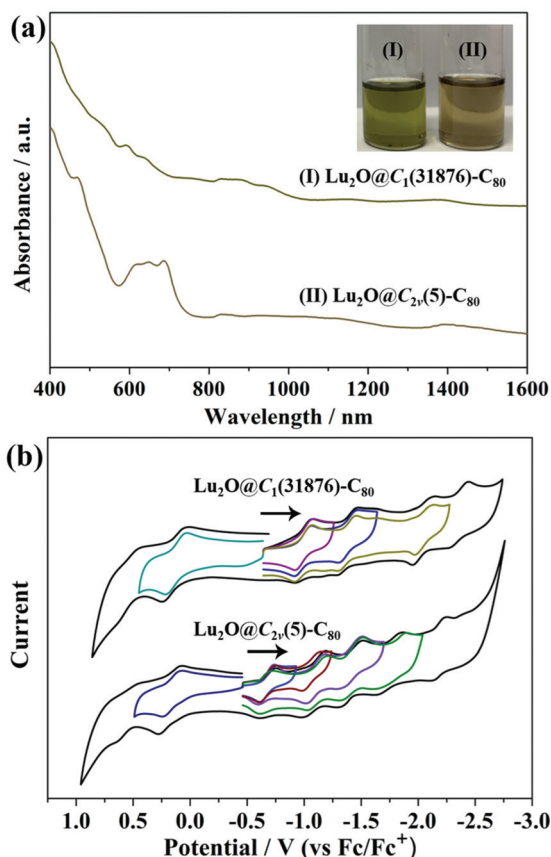 (a)
(I)
(II)
Absorbance / a.u.
(I) Lu₂O@C₁(31876)-C₈₀
(II) Lu₂O@C₂ᵥ(5)-C₈₀
400 600 800 1000 1200 1400 1600
Wavelength / nm
(b)
Lu₂O@C₁(31876)-C₈₀
Current
Lu₂O@C₂ᵥ(5)-C₈₀
1.0 0.5 0.0 -0.5 -1.0 -1.5 -2.0 -2.5 -3.0
Potential / V (vs Fc/Fc⁺)